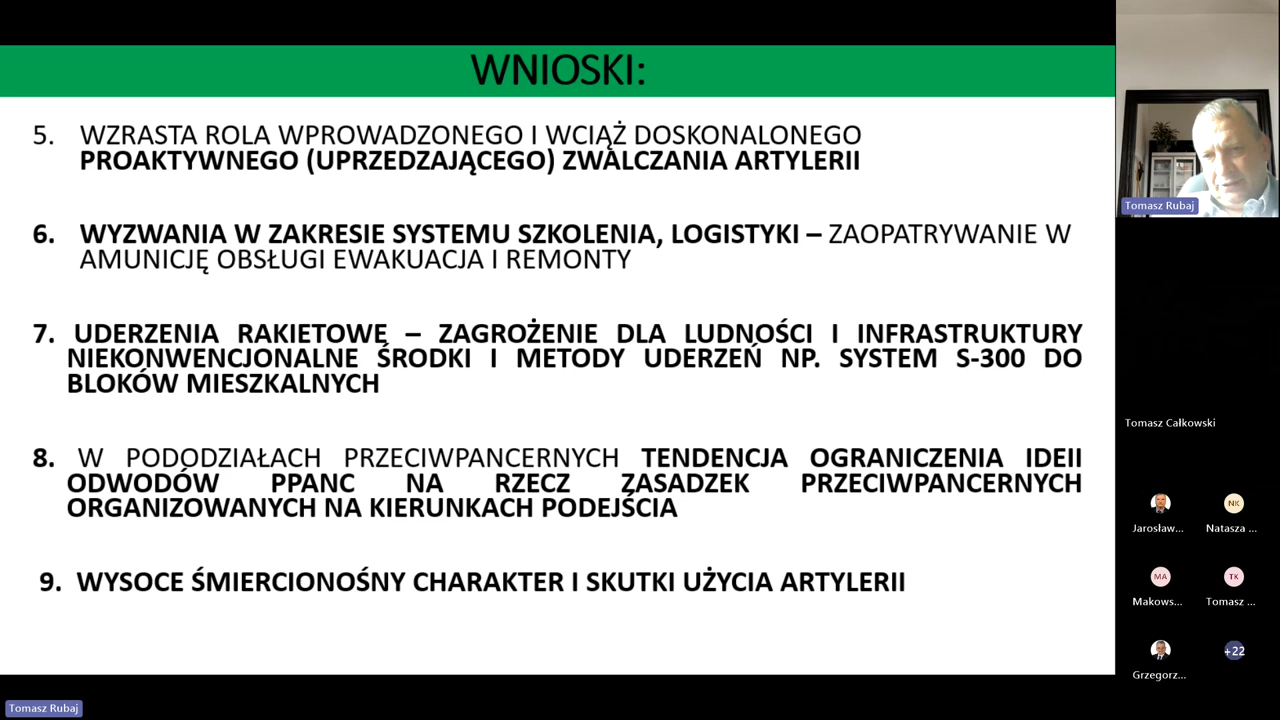 WNIOSKI:
5. WZRASTA ROLA WPROWADZONEGO I WCIĄŻ DOSKONALONEGO
PROAKTYWNEGO (UPRZEDZAJĄCEGO) ZWALCZANIA ARTYLERII
6. WYZWANIA W ZAKRESIE SYSTEMU SZKOLENIA, LOGISTYKI – ZAOPATRYWANIE W
AMUNICJĘ OBSŁUGI EWAKUACJA I REMONTY
7. UDERZENIA RAKIETOWE – ZAGROŻENIE DLA LUDNOŚCI I INFRASTRUKTURY
NIEKONWENCJONALNE ŚRODKI I METODY UDERZEŃ NP. SYSTEM S-300 DO
BLOKÓW MIESZKALNYCH
8. W PODODZIAŁACH PRZECIWPANCERNYCH TENDENCJA OGRANICZENIA IDEII
ODWODÓW PPANC NA RZECZ ZASADZEK PRZECIWPANCERNYCH
ORGANIZOWANYCH NA KIERUNKACH PODEJŚCIA
9. WYSOCE ŚMIERCIONOŚNY CHARAKTER I SKUTKI UŻYCIA ARTYLERII
Tomasz Rubaj
Tomasz Całkowski
Jarosław...
NK
Natasza ...
MA
Makows...
TK
Tomasz ...
Grzegorz...
+22
Tomasz Rubaj